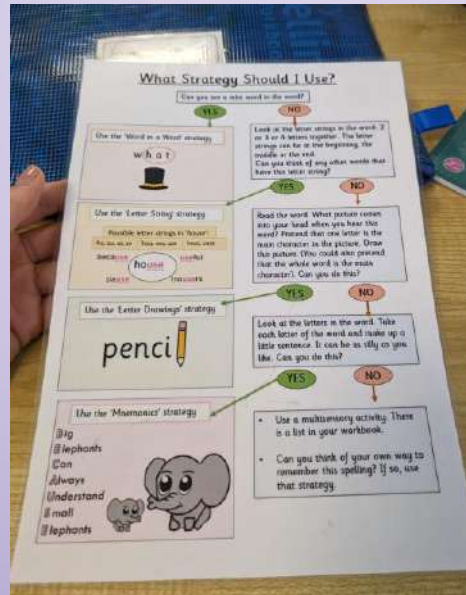 What Strategy Should I Use?
Can you see a mini word in the word?
YES
NO
Use the 'Word in a Word' strategy
what
Look at the letter strings in the word: 2
or 3 or 4 letters together. The letter
strings can be at the beginning, the
middle or the end.
Can you think of any other words that
have this letter string?
YES
NO
Use the 'Letter String' strategy
Possible letter strings in 'house':
because
useful
house
please
trousers
Read the word. What picture comes
into your head when you hear this
word? Pretend that one letter is the
main character in the picture. Draw
this picture. (You could also pretend
that the whole word is the main
character). Can you do this?
YES
NO
Use the 'Letter Drawings' strategy
pencil
Look at the letters in the word. Take
each letter of the word and make up a
little sentence. It can be as silly as you
like. Can you do this?
YES
NO
Use the 'Mnemonics' strategy
Big
Elephants
Can
Always
Understand
Small
Elephants
• Use a multisensory activity. There
is a list in your workbook.
• Can you think of your own way to
remember this spelling? If so, use
that strategy.